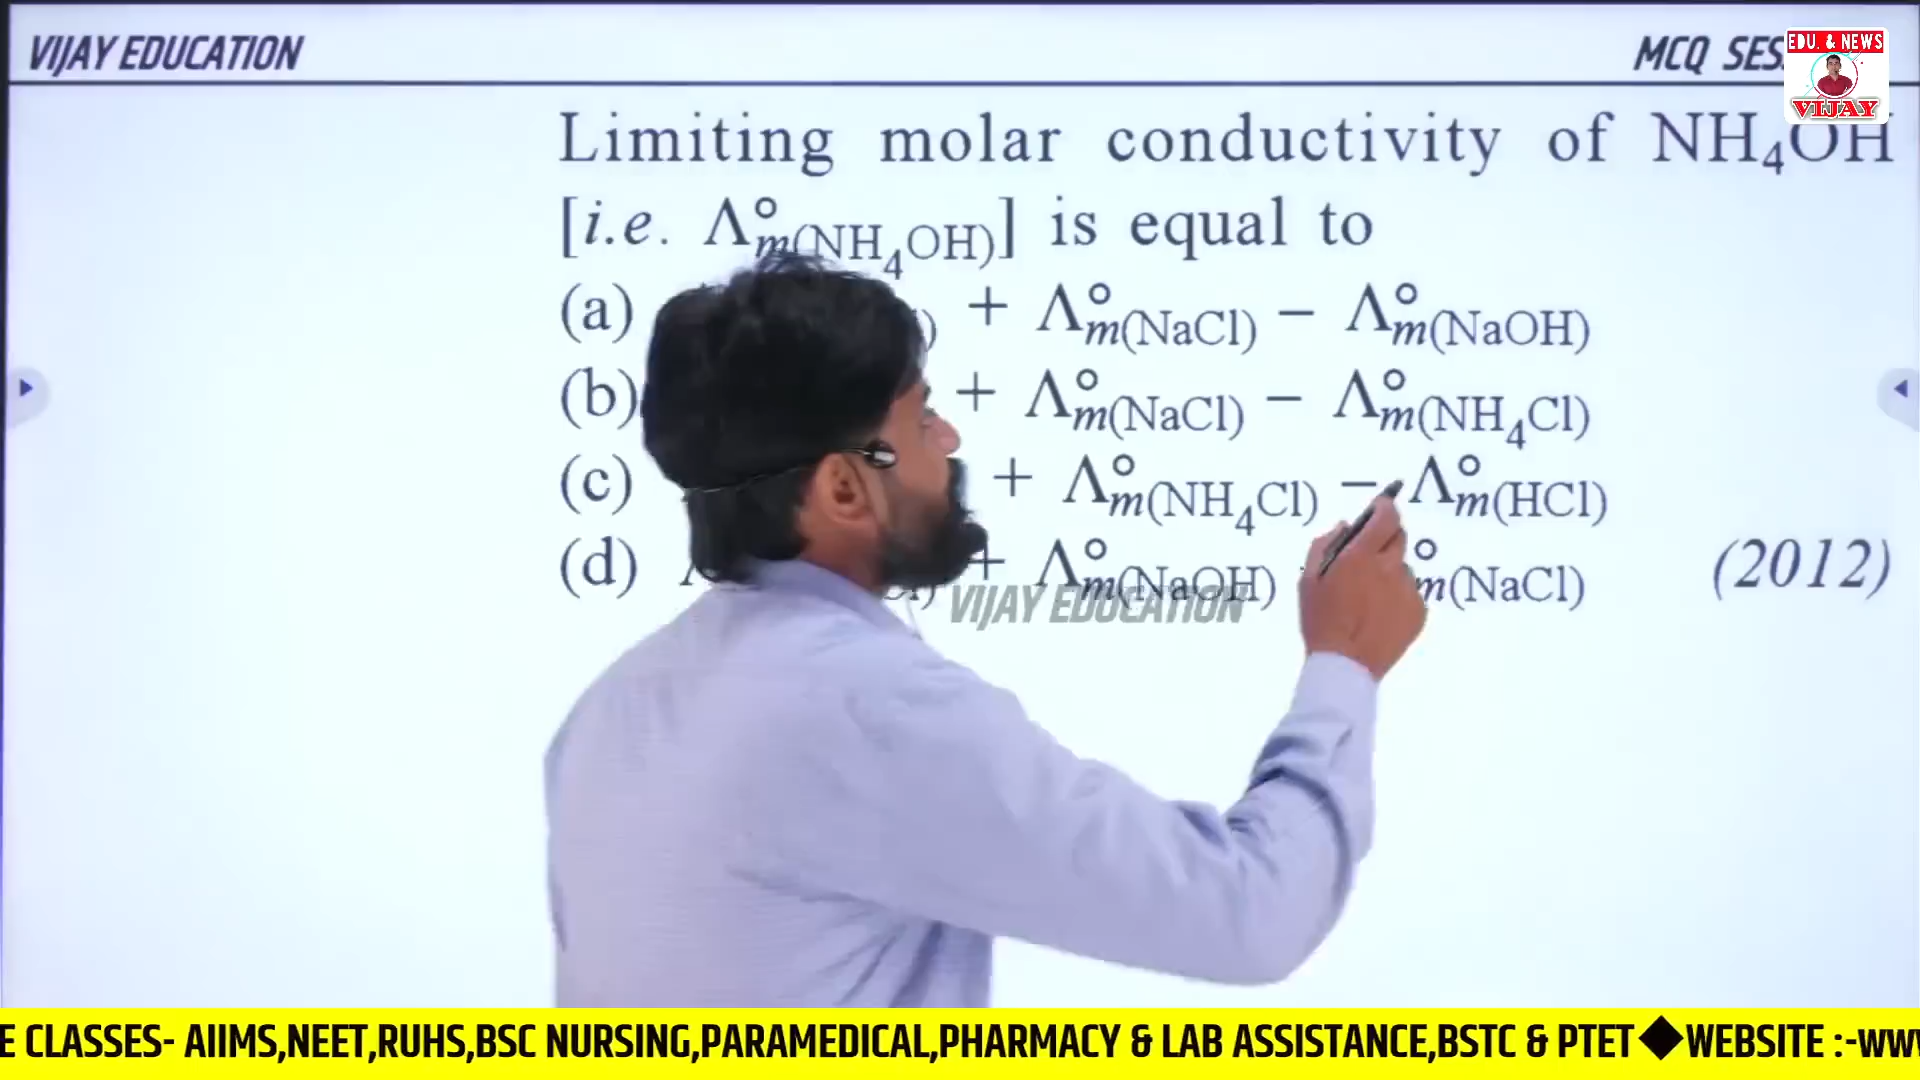 VIJAY EDUCATION
MCQ SES
EDU. & NEWS
VIJAY
Limiting molar conductivity of NH₄OH
[i.e. Λ°m(NH₄OH)] is equal to
(a) + Λ°m(NaCl) − Λ°m(NaOH)
(b) + Λ°m(NaCl) − Λ°m(NH₄Cl)
(c) + Λ°m(NH₄Cl) − Λ°m(HCl)
(d) + Λ°m(NaOH) m(NaCl) (2012)
VIJAY EDUCATION
E CLASSES- AIIMS,NEET,RUHS,BSC NURSING,PARAMEDICAL,PHARMACY & LAB ASSISTANCE,BSTC & PTET◆WEBSITE :-www